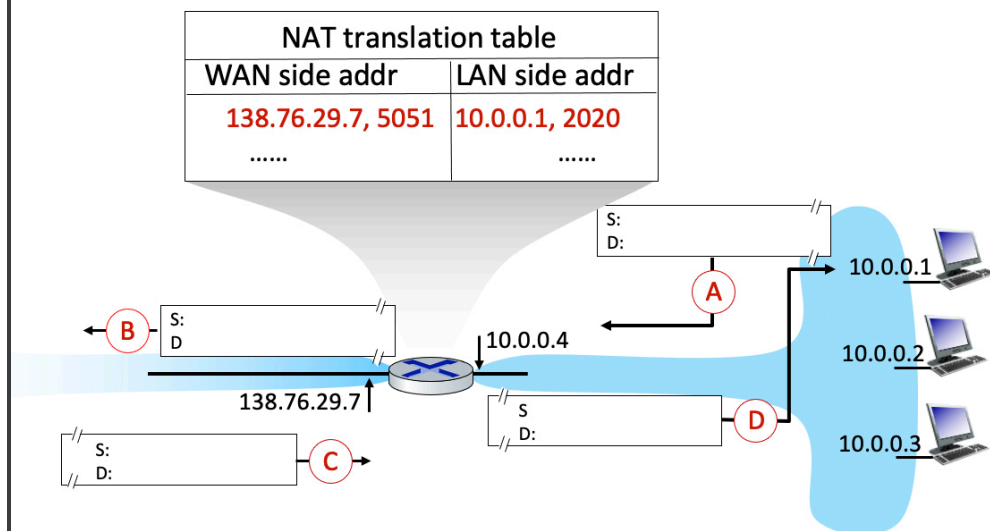 NAT translation table
WAN side addr LAN side addr
138.76.29.7, 5051 10.0.0.1, 2020
...... ......
S:
D:
A
10.0.0.1
B
S:
D
10.0.0.4
10.0.0.2
138.76.29.7
S
D:
D
10.0.0.3
S:
D:
C